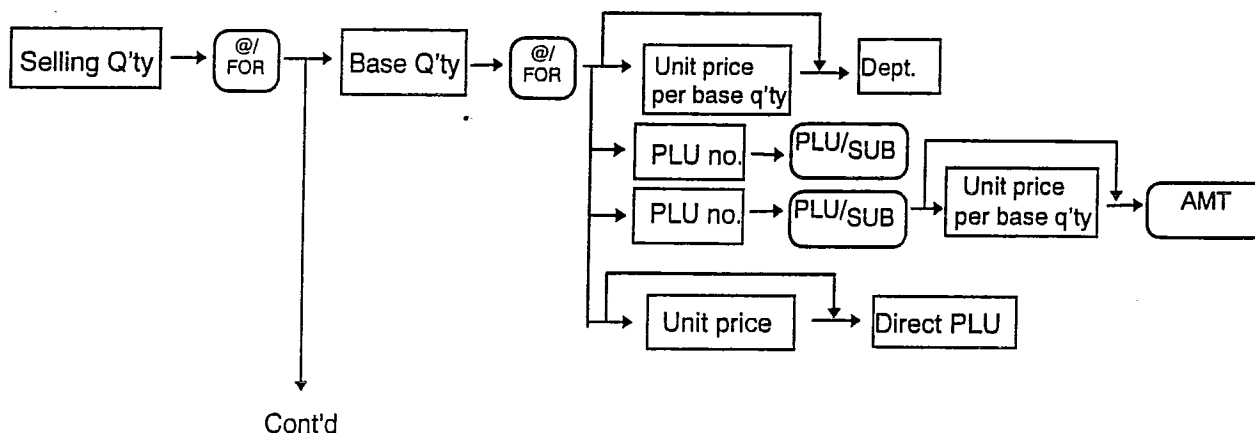 Selling Q'ty
@/
FOR
Base Q'ty
@/
FOR
Unit price
per base q'ty
Dept.
PLU no.
PLU/SUB
PLU no.
PLU/SUB
Unit price
per base q'ty
AMT
Unit price
Direct PLU
Cont'd